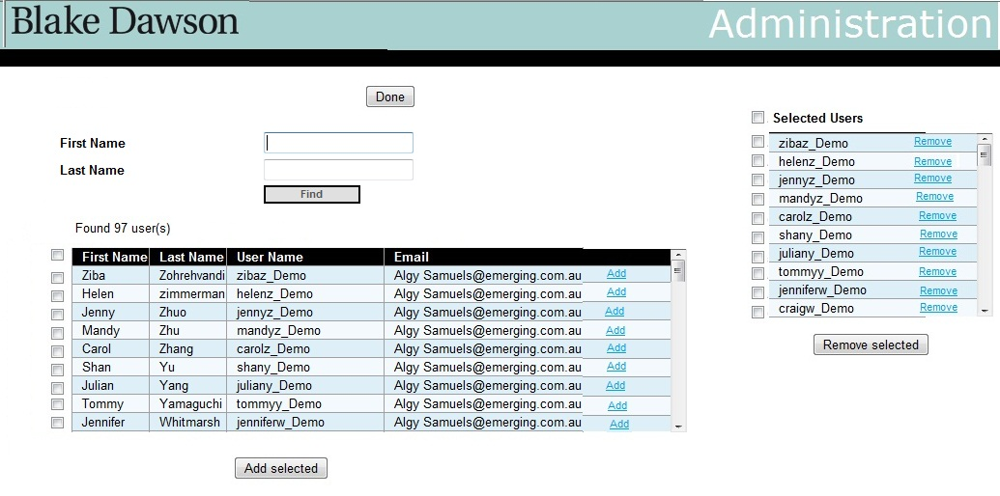 Blake Dawson Administration
Done
First Name
Last Name
Find
Found 97 user(s)
First Name Last Name User Name Email
Ziba Zohrehvandi zibaz_Demo Algy Samuels@emerging.com.au Add
Helen zimmerman helenz_Demo Algy Samuels@emerging.com.au Add
Jenny Zhuo jennyz_Demo Algy Samuels@emerging.com.au Add
Mandy Zhu mandyz_Demo Algy Samuels@emerging.com.au Add
Carol Zhang carolz_Demo Algy Samuels@emerging.com.au Add
Shan Yu shany_Demo Algy Samuels@emerging.com.au Add
Julian Yang juliany_Demo Algy Samuels@emerging.com.au Add
Tommy Yamaguchi tommyy_Demo Algy Samuels@emerging.com.au Add
Jennifer Whitmarsh jenniferw_Demo Algy Samuels@emerging.com.au Add
Add selected
Selected Users
zibaz_Demo Remove
helenz_Demo Remove
jennyz_Demo Remove
mandyz_Demo Remove
carolz_Demo Remove
shany_Demo Remove
juliany_Demo Remove
tommyy_Demo Remove
jenniferw_Demo Remove
craigw_Demo Remove
Remove selected